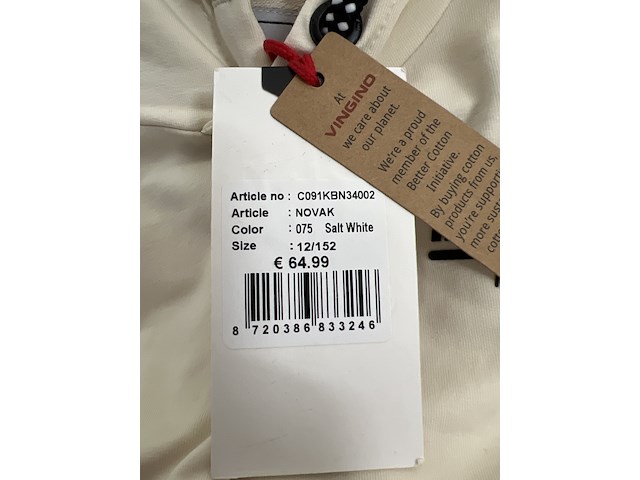 At
VINGINO
we care about
our planet.
We're a proud
member of the
Better Cotton
Initiative.
By buying cotton
products from us,
you're
more
Article no : C091KBN34002
Article : NOVAK
Color : 075 Salt White
Size : 12/152
€ 64.99
8 720386 833246